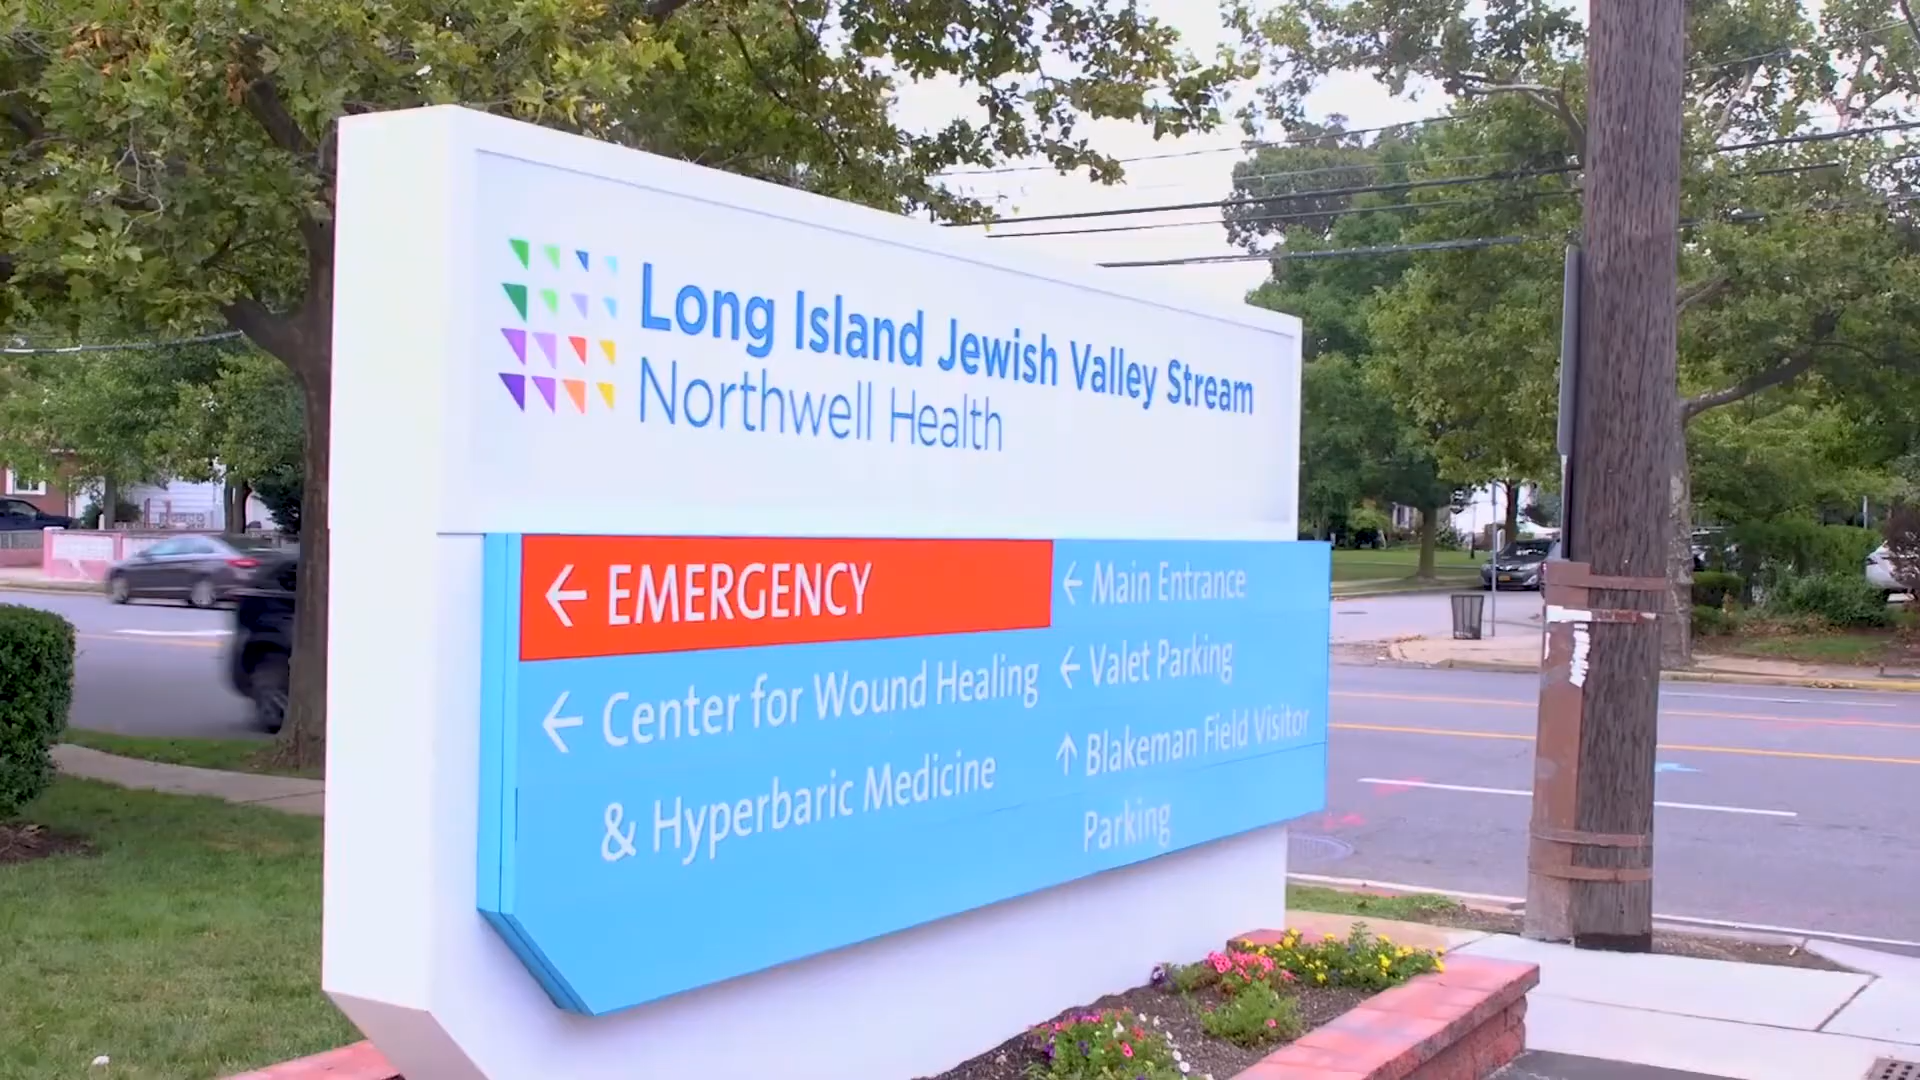 Long Island Jewish Valley Stream
Northwell Health
← EMERGENCY
← Center for Wound Healing
& Hyperbaric Medicine
← Main Entrance
← Valet Parking
↑ Blakeman Field Visitor
Parking